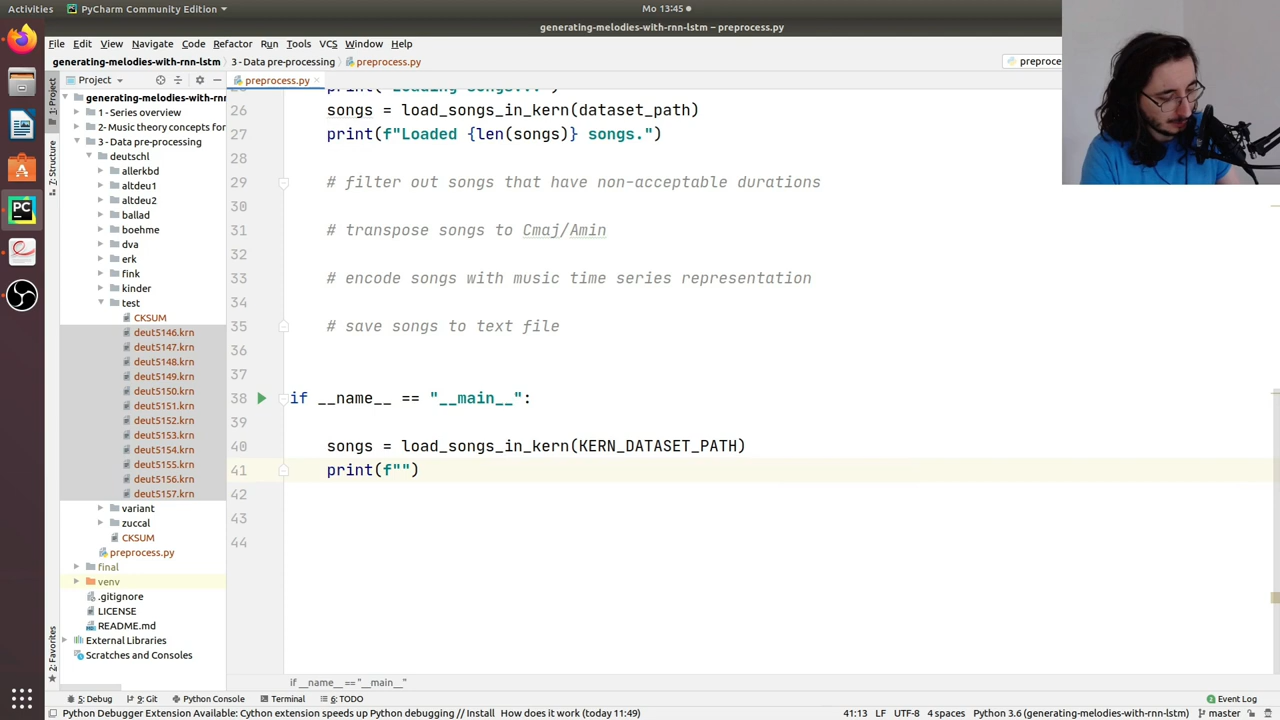 Activities
PyCharm Community Edition
Mo 13:45
generating-melodies-with-rnn-lstm – preprocess.py
File Edit View Navigate Code Refactor Run Tools VCS Window Help
generating-melodies-with-rnn-lstm 3 - Data pre-processing preprocess.py
preproce
1: Project
7: Structure
2: Favorites
Project
preprocess.py
generating-melodies-with-rnn
1 - Series overview
2- Music theory concepts for
3 - Data pre-processing
deutschl
allerkbd
altdeu1
altdeu2
ballad
boehme
dva
erk
fink
kinder
test
CKSUM
deut5146.krn
deut5147.krn
deut5148.krn
deut5149.krn
deut5150.krn
deut5151.krn
deut5152.krn
deut5153.krn
deut5154.krn
deut5155.krn
deut5156.krn
deut5157.krn
variant
zuccal
CKSUM
preprocess.py
final
venv
.gitignore
LICENSE
README.md
External Libraries
Scratches and Consoles
26 songs = load_songs_in_kern(dataset_path)
27 print(f"Loaded {len(songs)} songs.")
28
29 # filter out songs that have non-acceptable durations
30
31 # transpose songs to Cmaj/Amin
32
33 # encode songs with music time series representation
34
35 # save songs to text file
36
37
38 if __name__ == "__main__":
39
40 songs = load_songs_in_kern(KERN_DATASET_PATH)
41 print(f"")
42
43
44
if __name__ == "__main__"
5: Debug 9: Git Python Console Terminal 6: TODO Event Log
Python Debugger Extension Available: Cython extension speeds up Python debugging // Install How does it work (today 11:49) 41:13 LF UTF-8 4 spaces Python 3.6 (generating-melodies-with-rnn-lstm) master